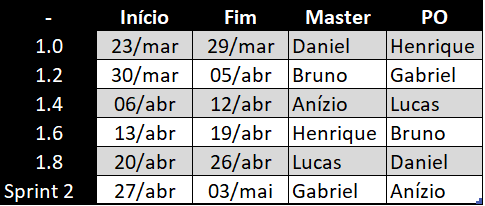 - Início Fim Master PO
1.0 23/mar 29/mar Daniel Henrique
1.2 30/mar 05/abr Bruno Gabriel
1.4 06/abr 12/abr Anízio Lucas
1.6 13/abr 19/abr Henrique Bruno
1.8 20/abr 26/abr Lucas Daniel
Sprint 2 27/abr 03/mai Gabriel Anízio